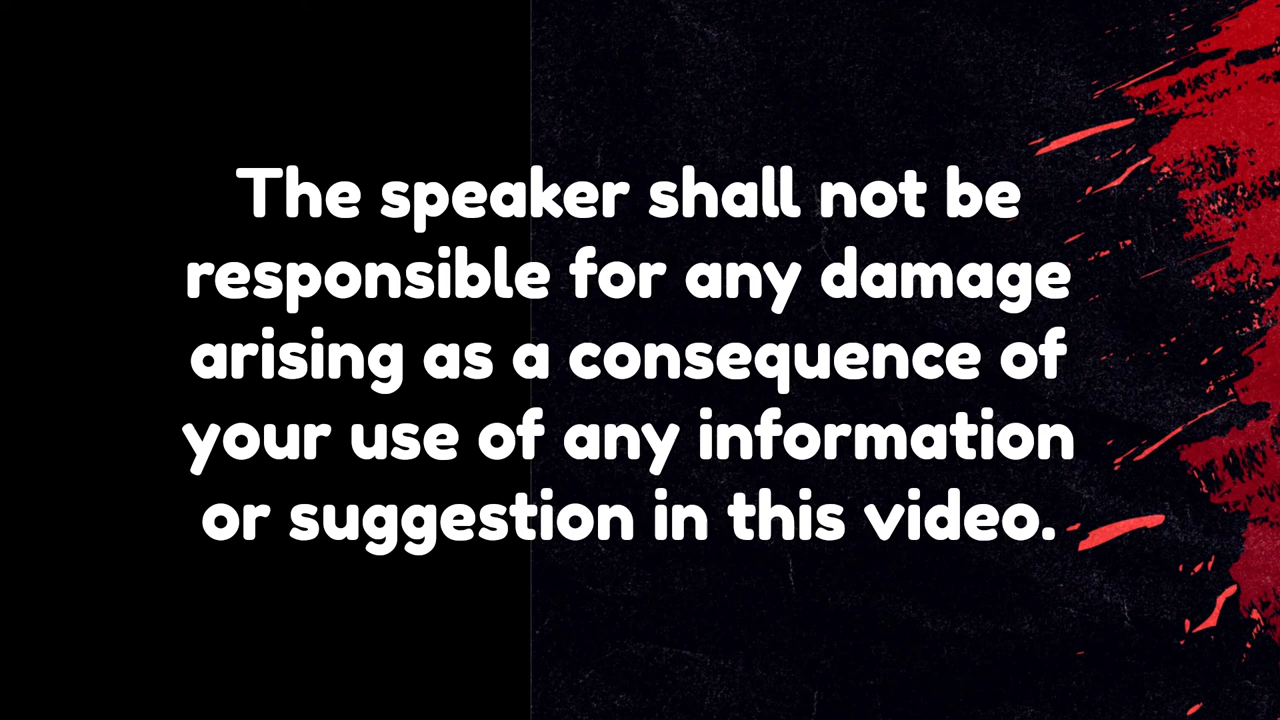 The speaker shall not be
responsible for any damage
arising as a consequence of
your use of any information
or suggestion in this video.